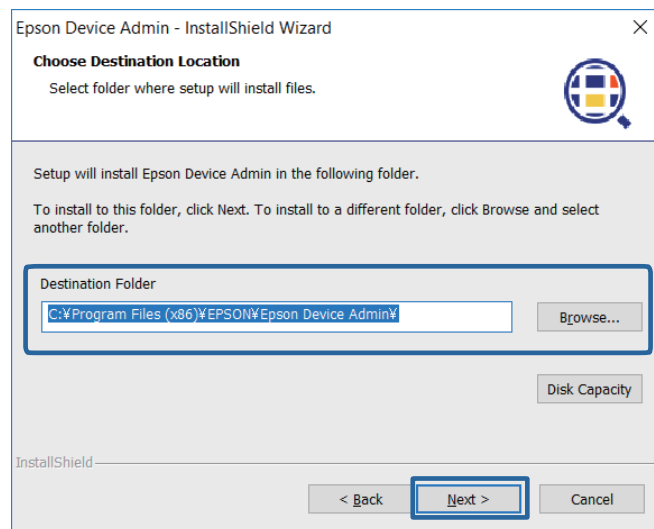 Epson Device Admin - InstallShield Wizard
Choose Destination Location
Select folder where setup will install files.
Setup will install Epson Device Admin in the following folder.
To install to this folder, click Next. To install to a different folder, click Browse and select
another folder.
Destination Folder
C:¥Program Files (x86)¥EPSON¥Epson Device Admin¥
Browse...
Disk Capacity
InstallShield
< Back
Next >
Cancel